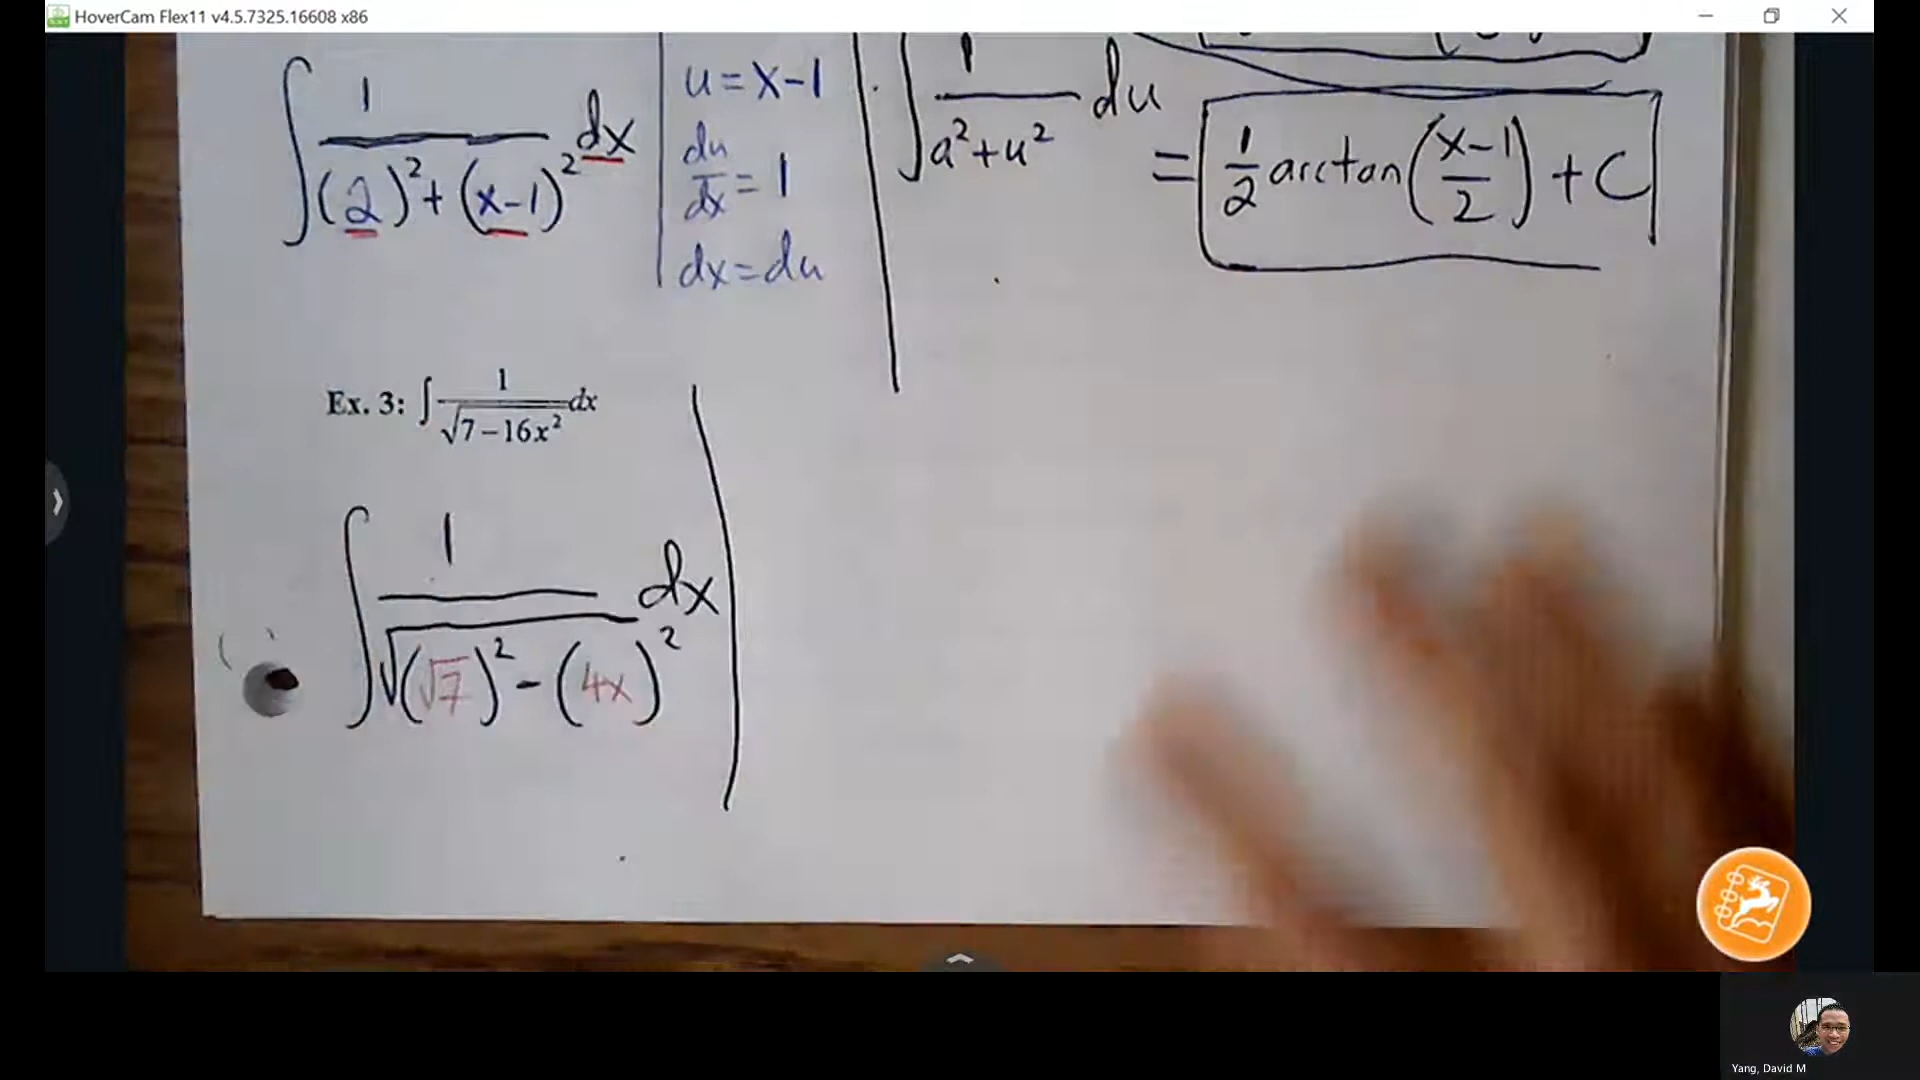 HoverCam Flex11 v4.5.7325.16608 x86
∫ 1/((2)²+(x-1)²) dx
u=x-1
du/dx=1
dx=du
∫ 1/(a²+u²) du
= 1/2 arctan((x-1)/2) + C
Ex. 3: ∫ 1/√(7-16x²) dx
∫ 1/√((√7)²-(4x)²) dx
Yang, David M